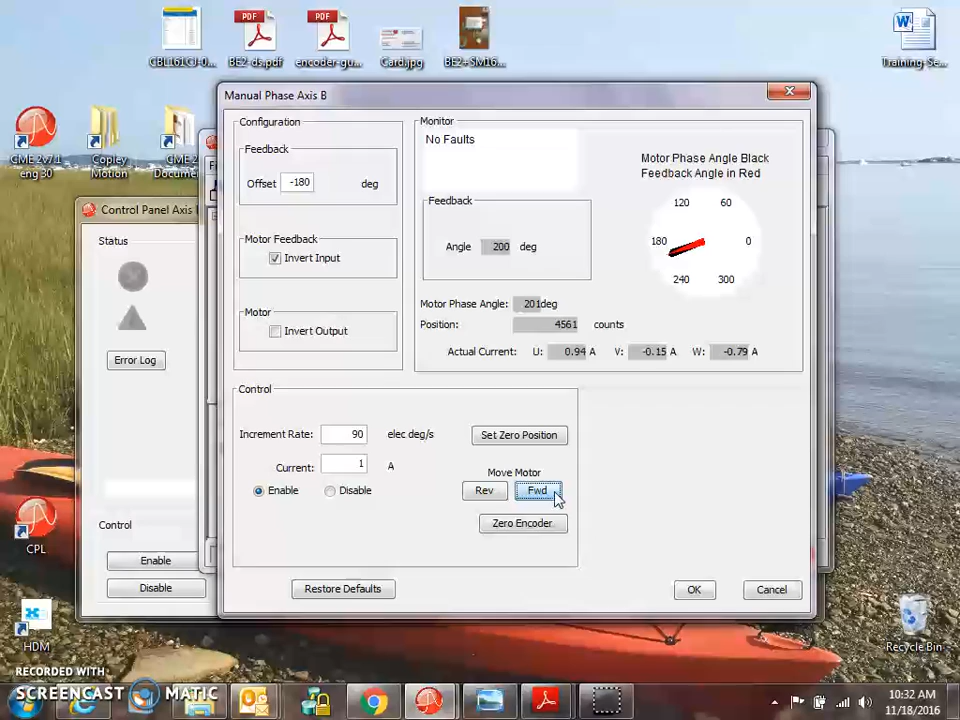 CBL161CJ-0...
BE2-ds.pdf
encoder-gu...
Card.jpg
BE2+SM16...
Training-Se...
CME 2v7.1 eng 30
Copley Motion
CME 2 Documen
CPL
HDM
Recycle Bin
Control Panel Axis
Status
Error Log
Control
Enable
Disable
Manual Phase Axis B
Configuration
Feedback
Offset -180 deg
Motor Feedback
Invert Input
Motor
Invert Output
Monitor
No Faults
Feedback
Angle 200 deg
Motor Phase Angle Black
Feedback Angle in Red
120 60
180 0
240 300
Motor Phase Angle: 201 deg
Position: 4561 counts
Actual Current: U: 0.94 A V: -0.15 A W: -0.79 A
Control
Increment Rate: 90 elec deg/s
Current: 1 A
Enable Disable
Set Zero Position
Move Motor
Rev Fwd
Zero Encoder
Restore Defaults
OK Cancel
RECORDED WITH
SCREENCAST MATIC
10:32 AM
11/18/2016